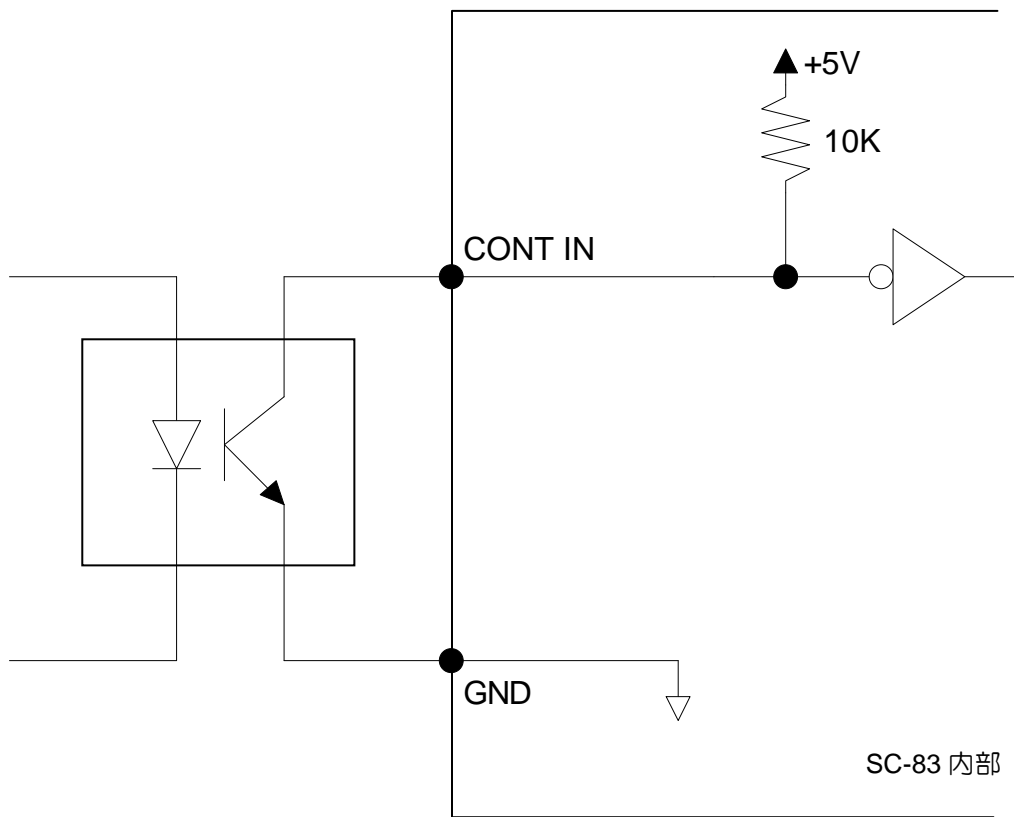 +5V
10K
CONT IN
GND
SC-83 内部